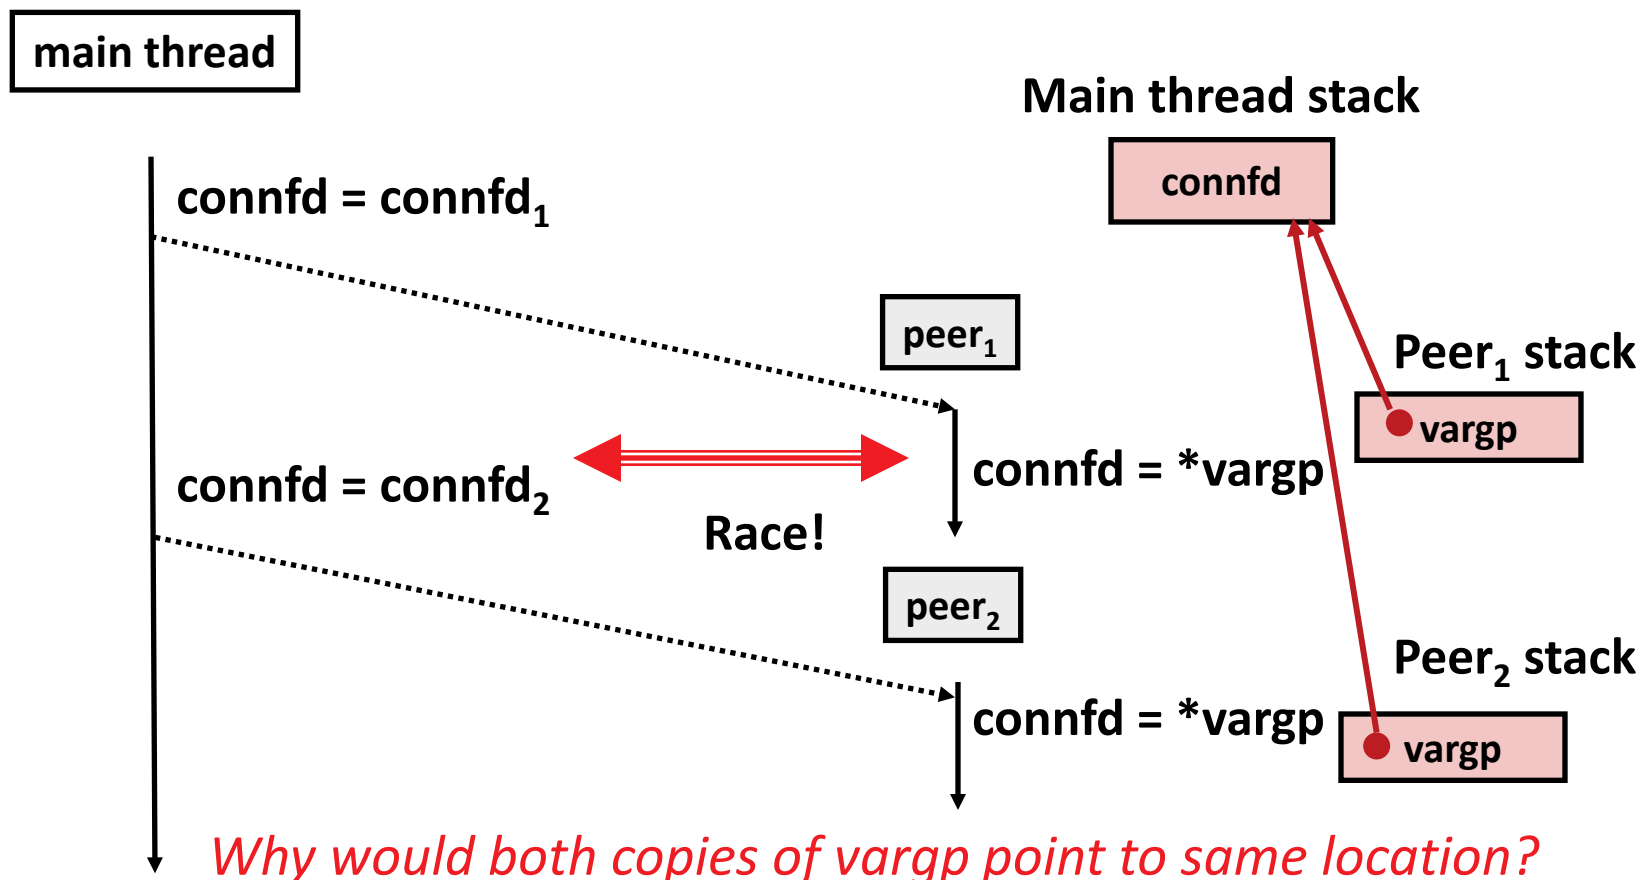 main thread
Main thread stack
connfd
connfd = connfd₁
peer₁
Peer₁ stack
vargp
connfd = *vargp
connfd = connfd₂
Race!
peer₂
Peer₂ stack
connfd = *vargp
vargp
Why would both copies of vargp point to same location?